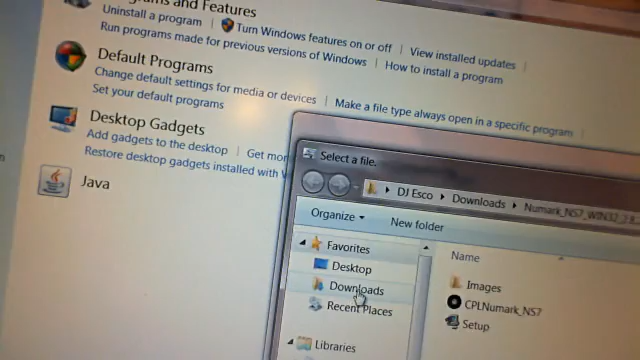 Programs and Features
Uninstall a program
Turn Windows features on or off
View installed updates
Run programs made for previous versions of Windows
How to install a program
Default Programs
Change default settings for media or devices
Make a file type always open in a specific program
Set your default programs
Desktop Gadgets
Add gadgets to the desktop
Get mor
Restore desktop gadgets installed with W
Java
Select a file.
DJ Esco
Downloads
Numark_NS7_WIN32_2.
Organize
New folder
Favorites
Desktop
Downloads
Recent Places
Libraries
Name
Images
CPLNumark_NS7
Setup